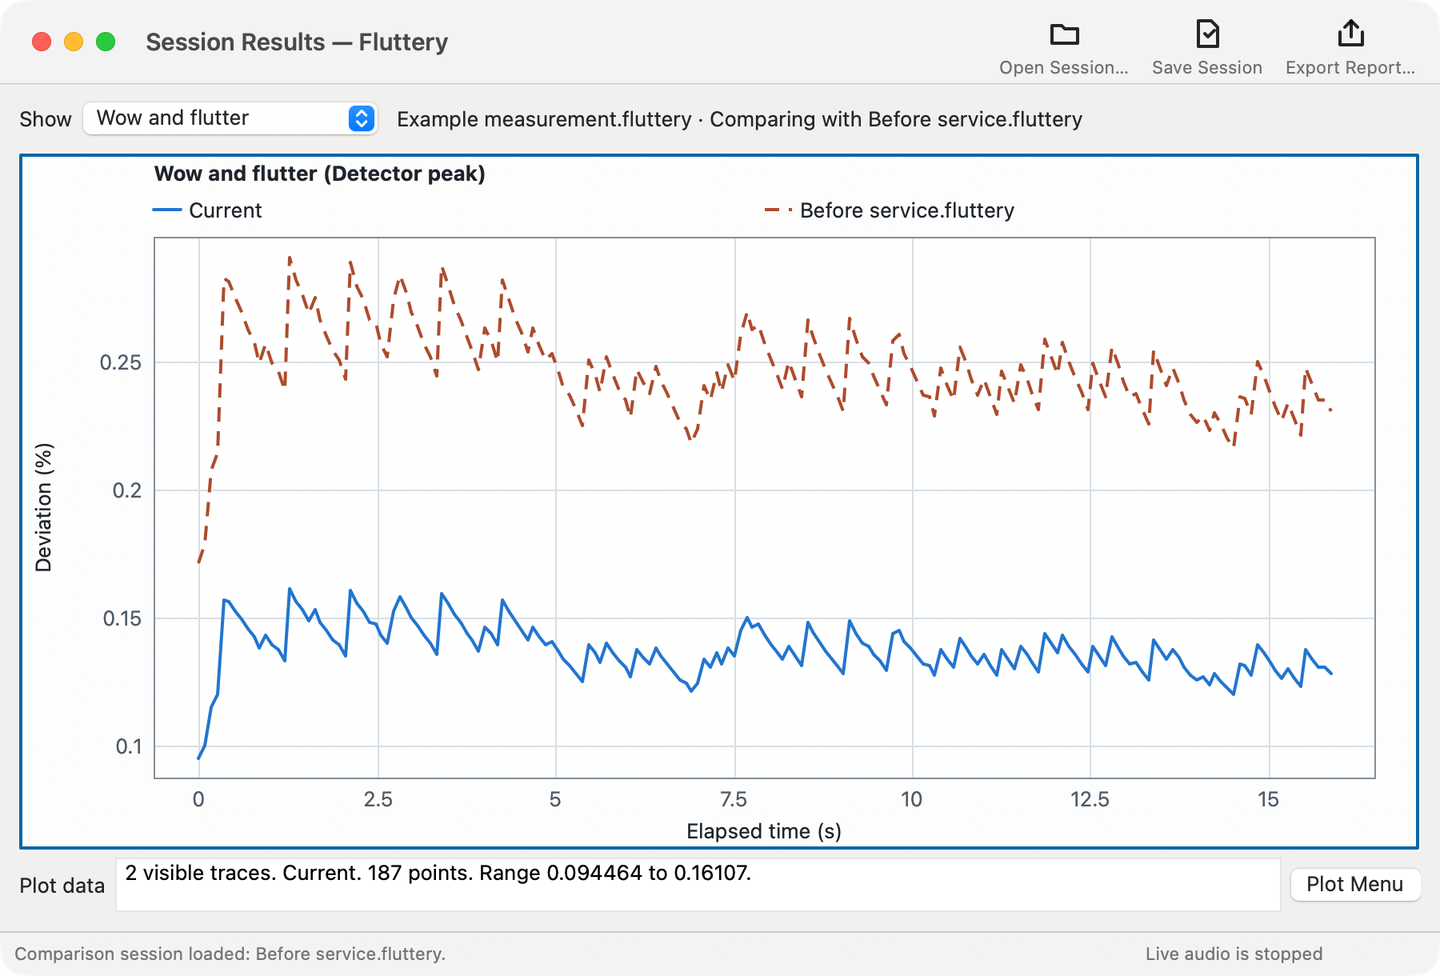 Session Results — Fluttery
Open Session...
Save Session
Export Report...
Show
Wow and flutter
Example measurement.fluttery · Comparing with Before service.fluttery
Wow and flutter (Detector peak)
Current
Before service.fluttery
0.25
0.2
0.15
0.1
Deviation (%)
0
2.5
5
7.5
10
12.5
15
Elapsed time (s)
Plot data
2 visible traces. Current. 187 points. Range 0.094464 to 0.16107.
Plot Menu
Comparison session loaded: Before service.fluttery.
Live audio is stopped